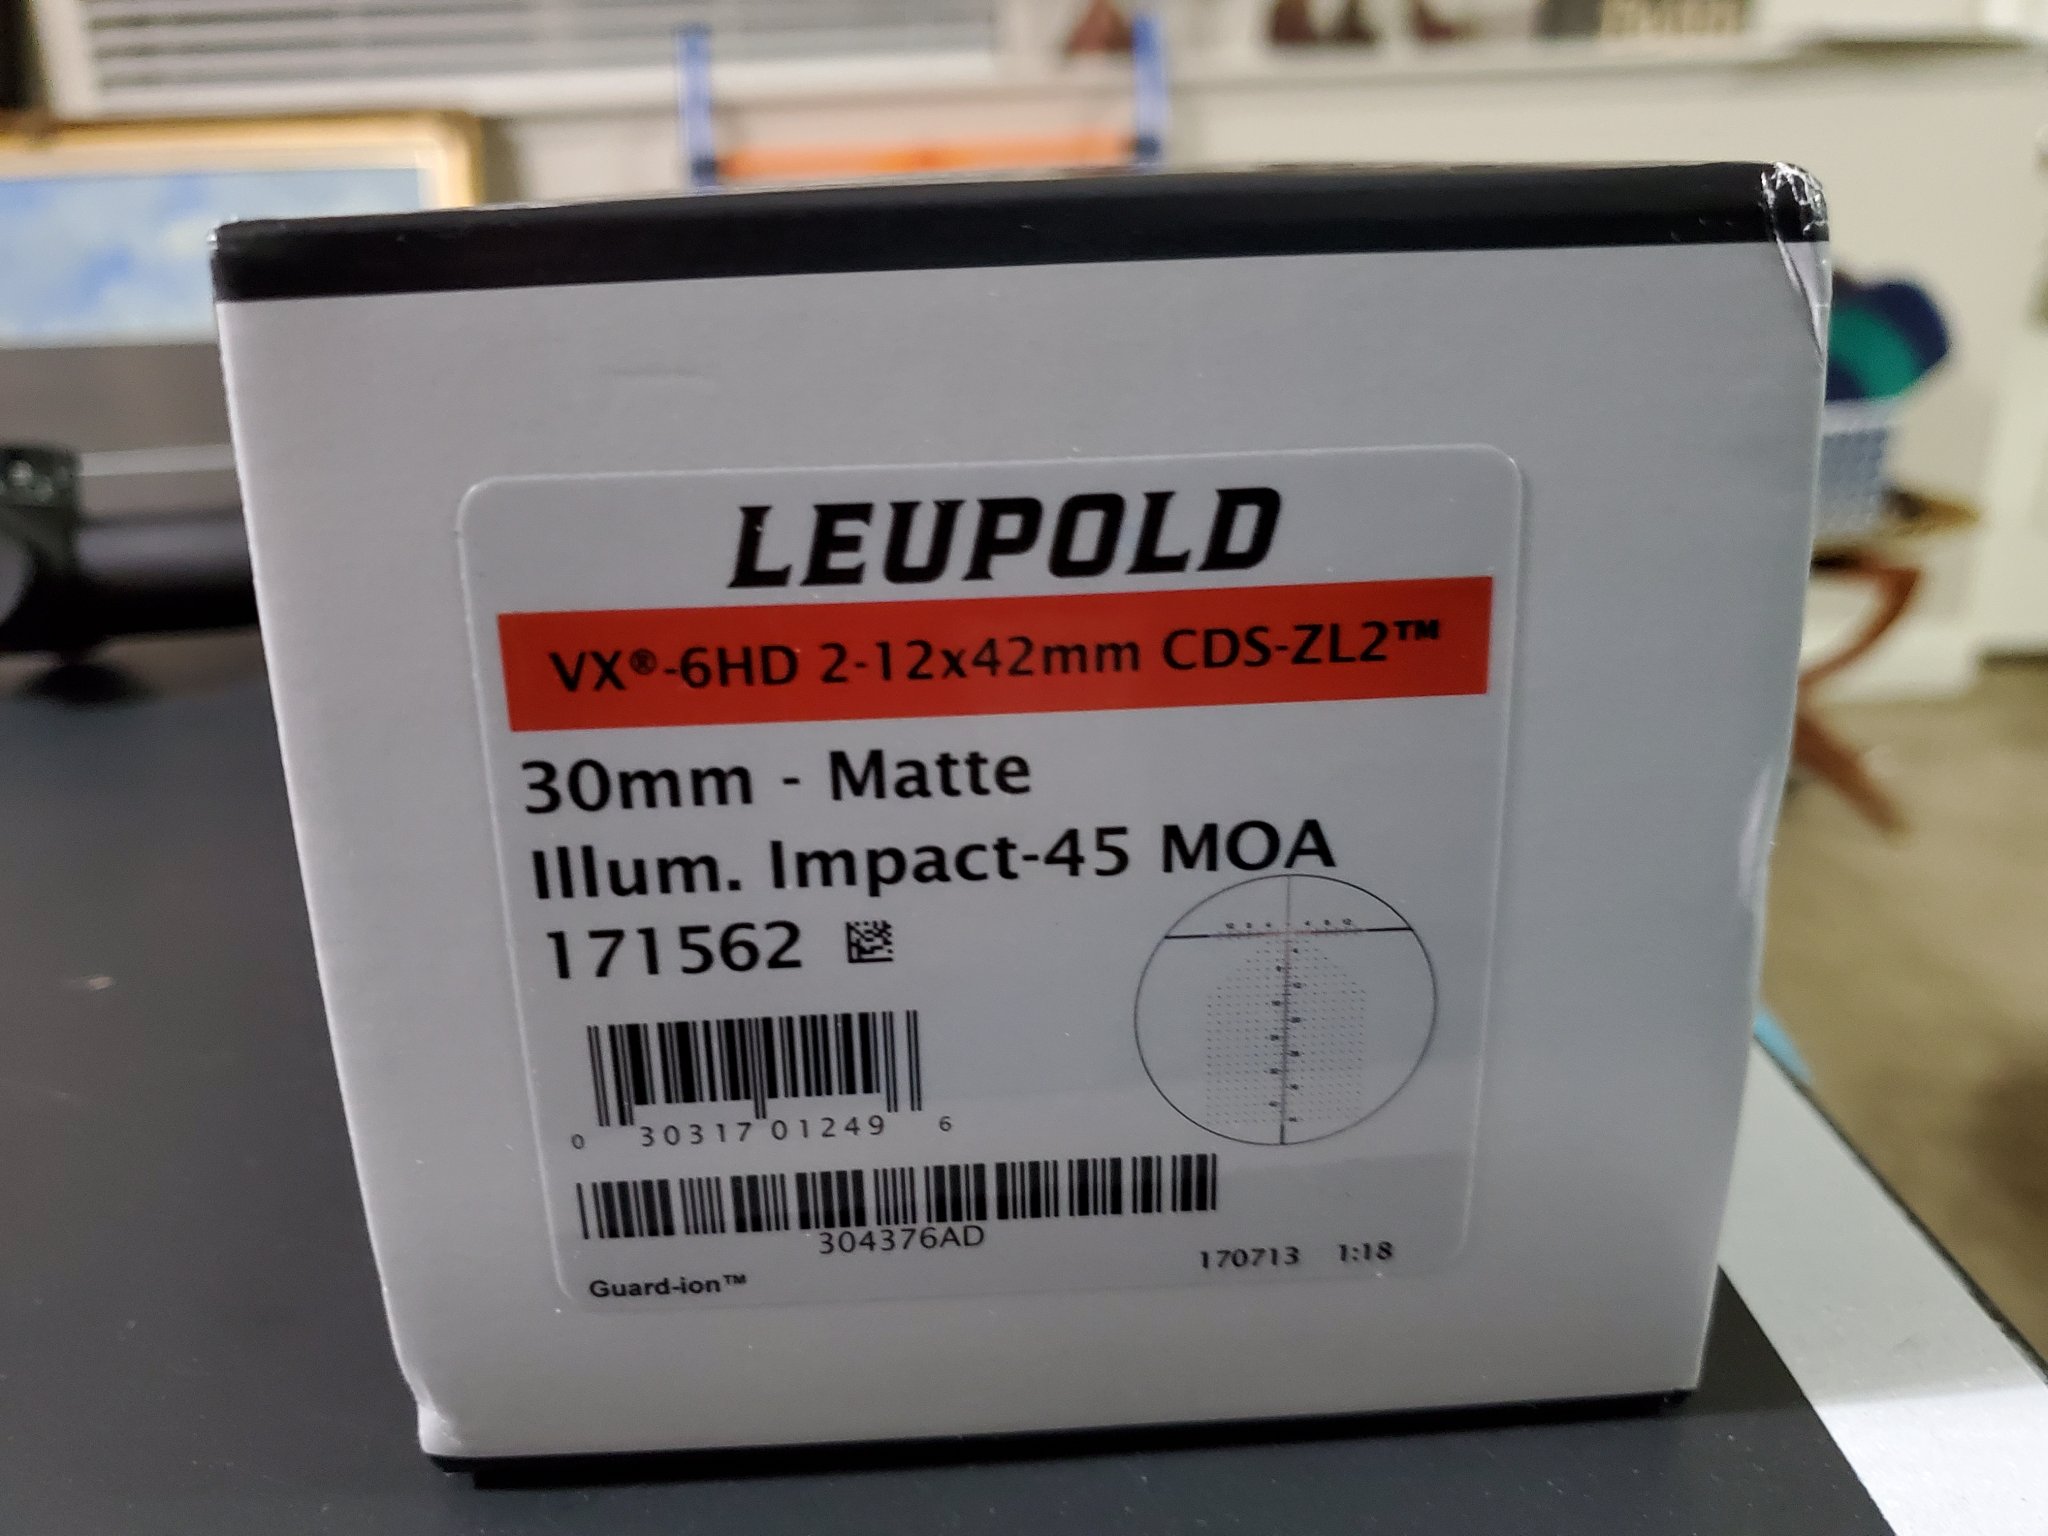 LEUPOLD
VX®-6HD 2-12x42mm CDS-ZL2™
30mm - Matte
Illum. Impact-45 MOA
171562
0 30317 01249 6
304376AD
Guard-ion™ 170713 1:18